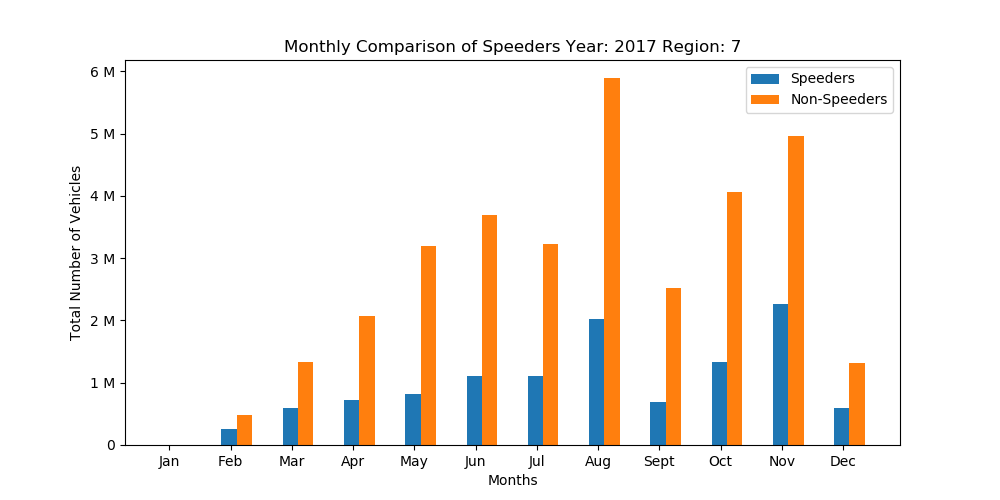 Monthly Comparison of Speeders Year: 2017 Region: 7
Speeders
Non-Speeders
Total Number of Vehicles
6 M
5 M
4 M
3 M
2 M
1 M
0
Jan Feb Mar Apr May Jun Jul Aug Sept Oct Nov Dec
Months